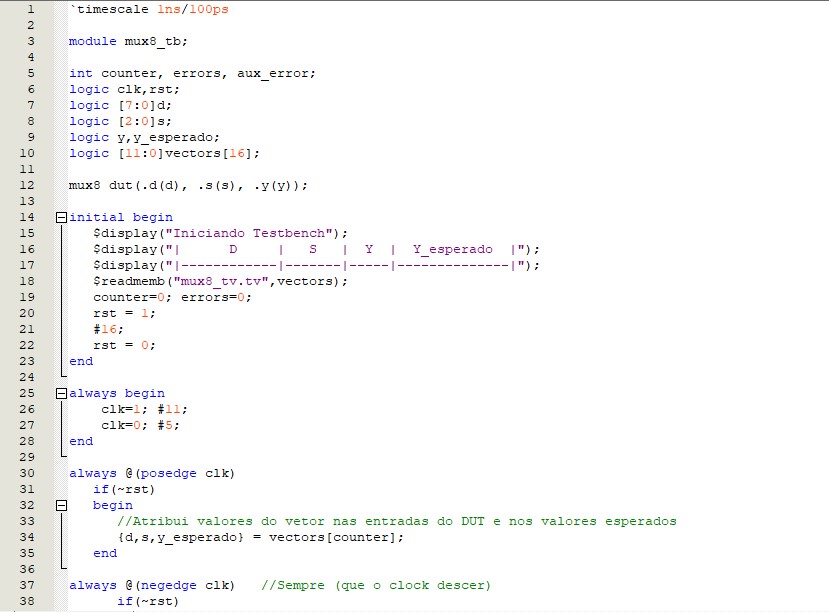 1 `timescale 1ns/100ps
2
3 module mux8_tb;
4
5 int counter, errors, aux_error;
6 logic clk,rst;
7 logic [7:0]d;
8 logic [2:0]s;
9 logic y,y_esperado;
10 logic [11:0]vectors[16];
11
12 mux8 dut(.d(d), .s(s), .y(y));
13
14 initial begin
15 $display("Iniciando Testbench");
16 $display("|      D     |   S   |  Y  |  Y_esperado  |");
17 $display("|------------|-------|-----|--------------|");
18 $readmemb("mux8_tv.tv",vectors);
19 counter=0; errors=0;
20 rst = 1;
21 #16;
22 rst = 0;
23 end
24
25 always begin
26 clk=1; #11;
27 clk=0; #5;
28 end
29
30 always @(posedge clk)
31 if(~rst)
32 begin
33 //Atribui valores do vetor nas entradas do DUT e nos valores esperados
34 {d,s,y_esperado} = vectors[counter];
35 end
36
37 always @(negedge clk)   //Sempre (que o clock descer)
38 if(~rst)